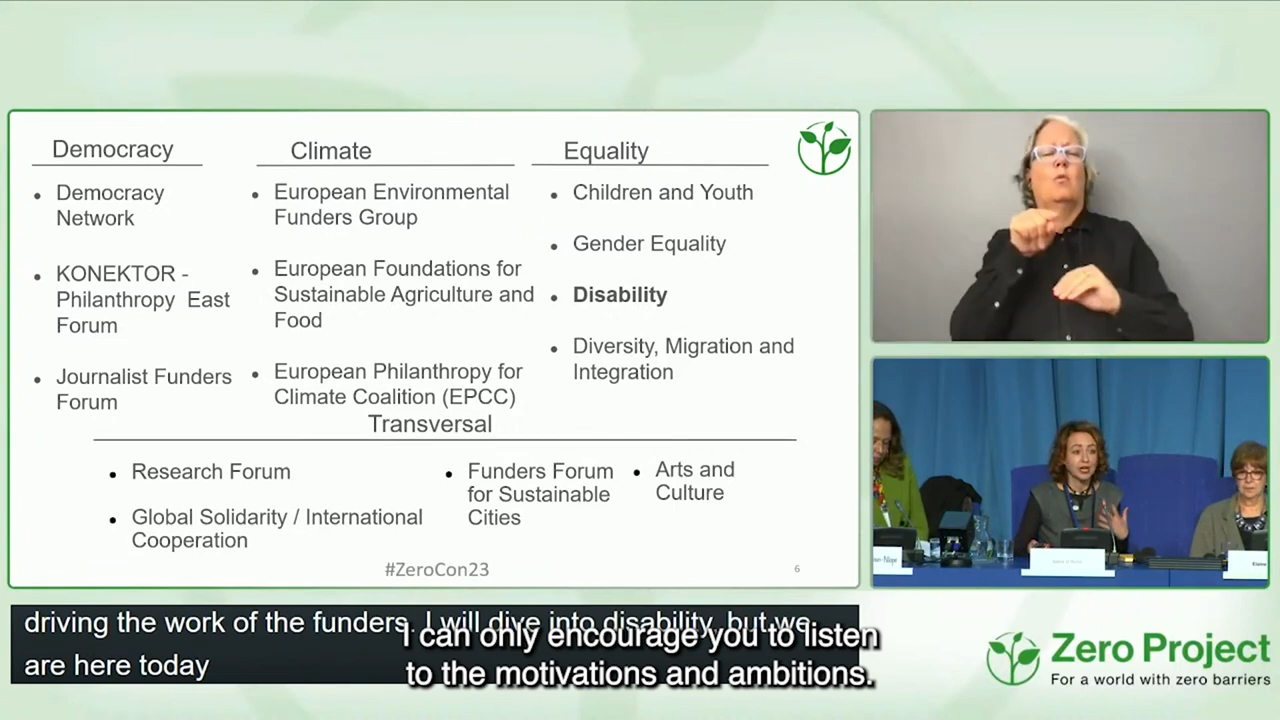 Democracy
Climate
Equality
Democracy
Network
KONEKTOR -
Philanthropy East
Forum
Journalist Funders
Forum
European Environmental
Funders Group
European Foundations for
Sustainable Agriculture and
Food
European Philanthropy for
Climate Coalition (EPCC)
Children and Youth
Gender Equality
Disability
Diversity, Migration and
Integration
Transversal
Research Forum
Global Solidarity / International
Cooperation
Funders Forum
for Sustainable
Cities
Arts and
Culture
#ZeroCon23
6
Elaine
driving the work of the funders. I will dive into disability, but we
are here today
I can only encourage you to listen
to the motivations and ambitions.
Zero Project
For a world with zero barriers